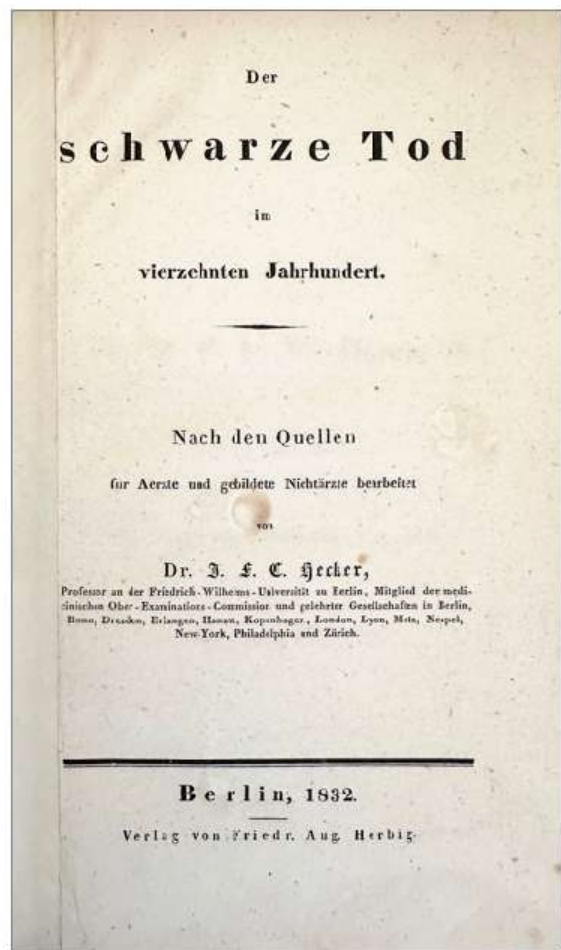 Der
schwarze Tod
im
vierzehnten Jahrhundert.
Nach den Quellen
für Aerzte und gebildete Nichtärzte bearbeitet
von
Dr. J. F. C. Hecker,
Professor an der Friedrich-Wilhelms-Universität zu Berlin, Mitglied der medi-
cinischen Ober-Examinations-Commission und gelehrter Gesellschaften in Berlin,
Bonn, Dresden, Erlangen, Hanau, Kopenhagen, London, Lyon, Metz, Neapel,
New-York, Philadelphia und Zürich.
Berlin, 1832.
Verlag von Friedr. Aug. Herbig.